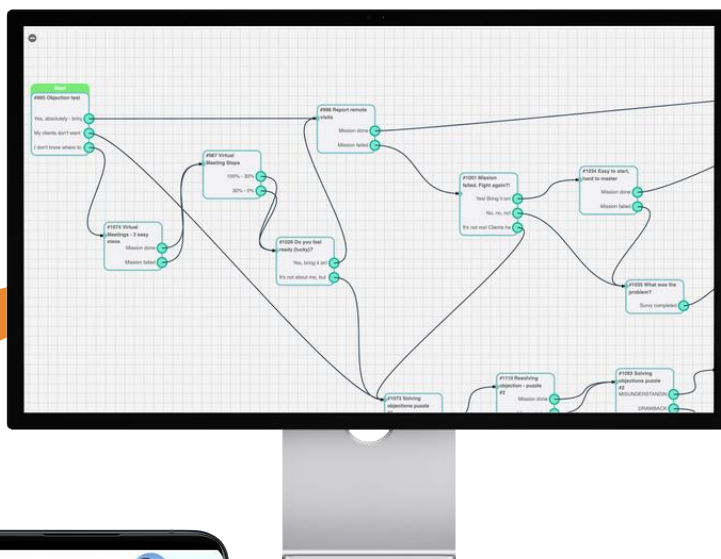 Start
#995 Objection test
Yes, absolutely - bring
My clients don't want
I don't know where to
#996 Report remote
visits
Mission done
Mission failed
#997 Virtual
Meeting Steps
100% - 30%
30% - 0%
#1074 Virtual
Meetings - 3 easy
steps
Mission done
Mission failed
#1029 Do you feel
ready (lucky)?
Yes, bring it on!
It's not about me, but
#1001 Mission
failed. Fight again?!
Yes! Bring it on!
No, no, no!
It's not me! Clients ha
#1034 Easy to start,
hard to master
Mission done
Mission failed
#1055 What was the
problem?
Survy completed
#1073 Solving
objections puzzle
#1110 Resolving
objection - puzzle
#2
Mission done
#1093 Solving
objections puzzle
#2
MISUNDERSTANDIN
DRAWBACK